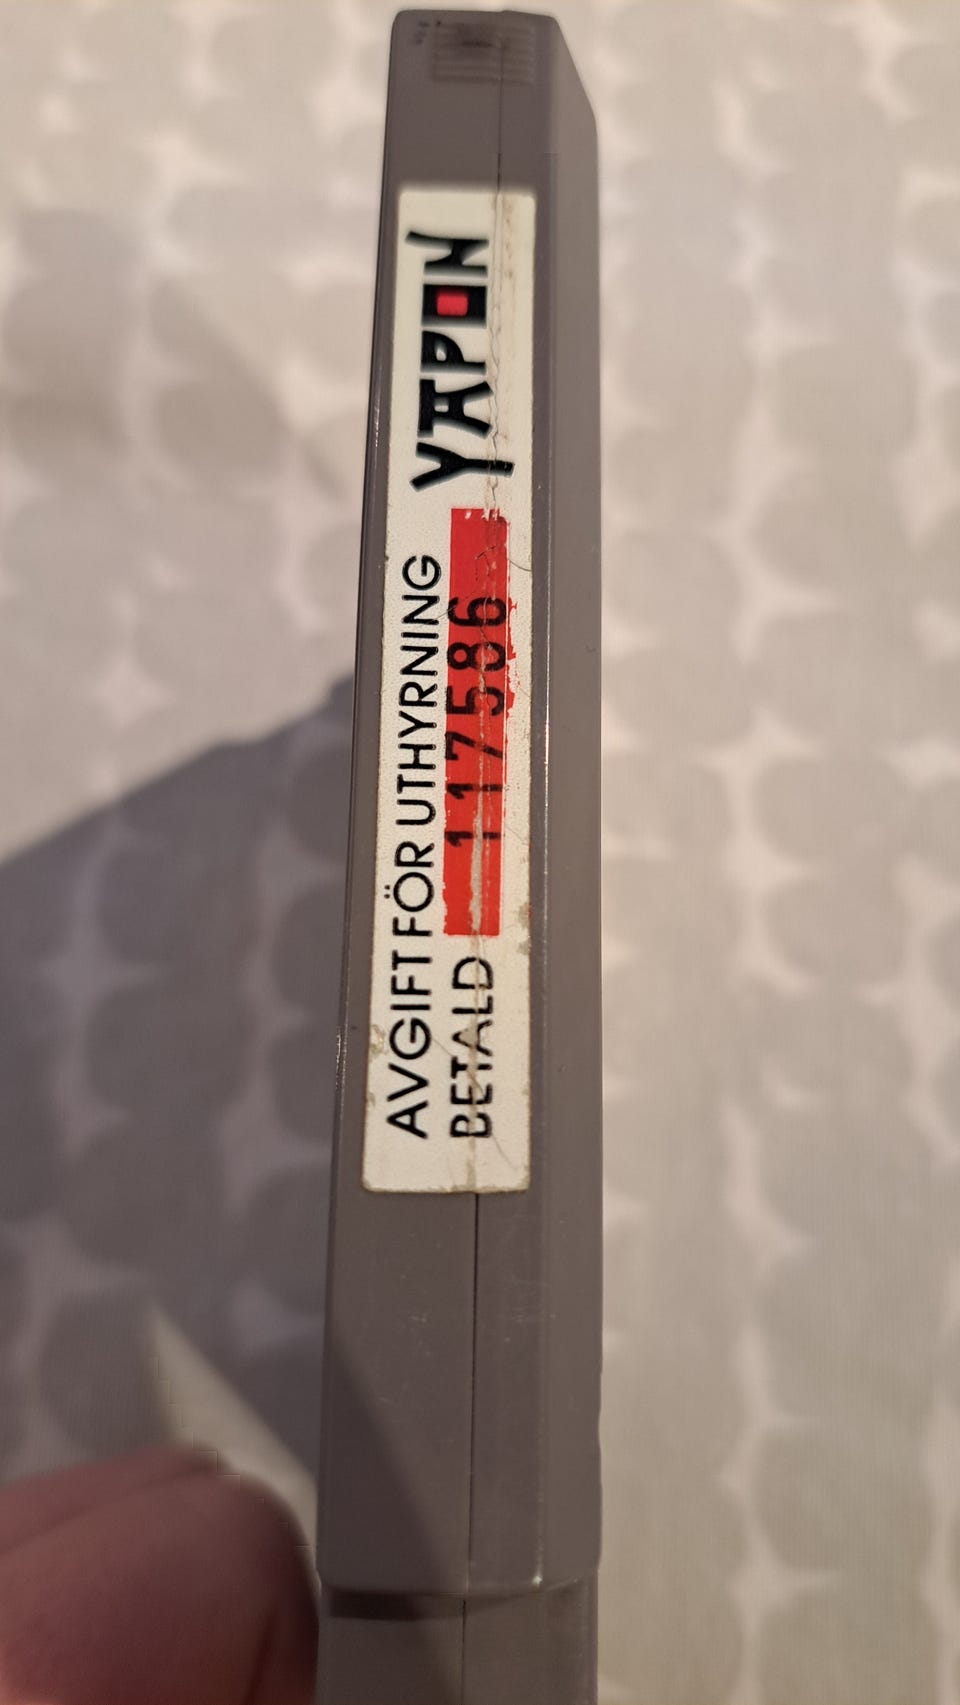 AVGIFT FÖR UTHYRNING
BETALD 117586
YAPON